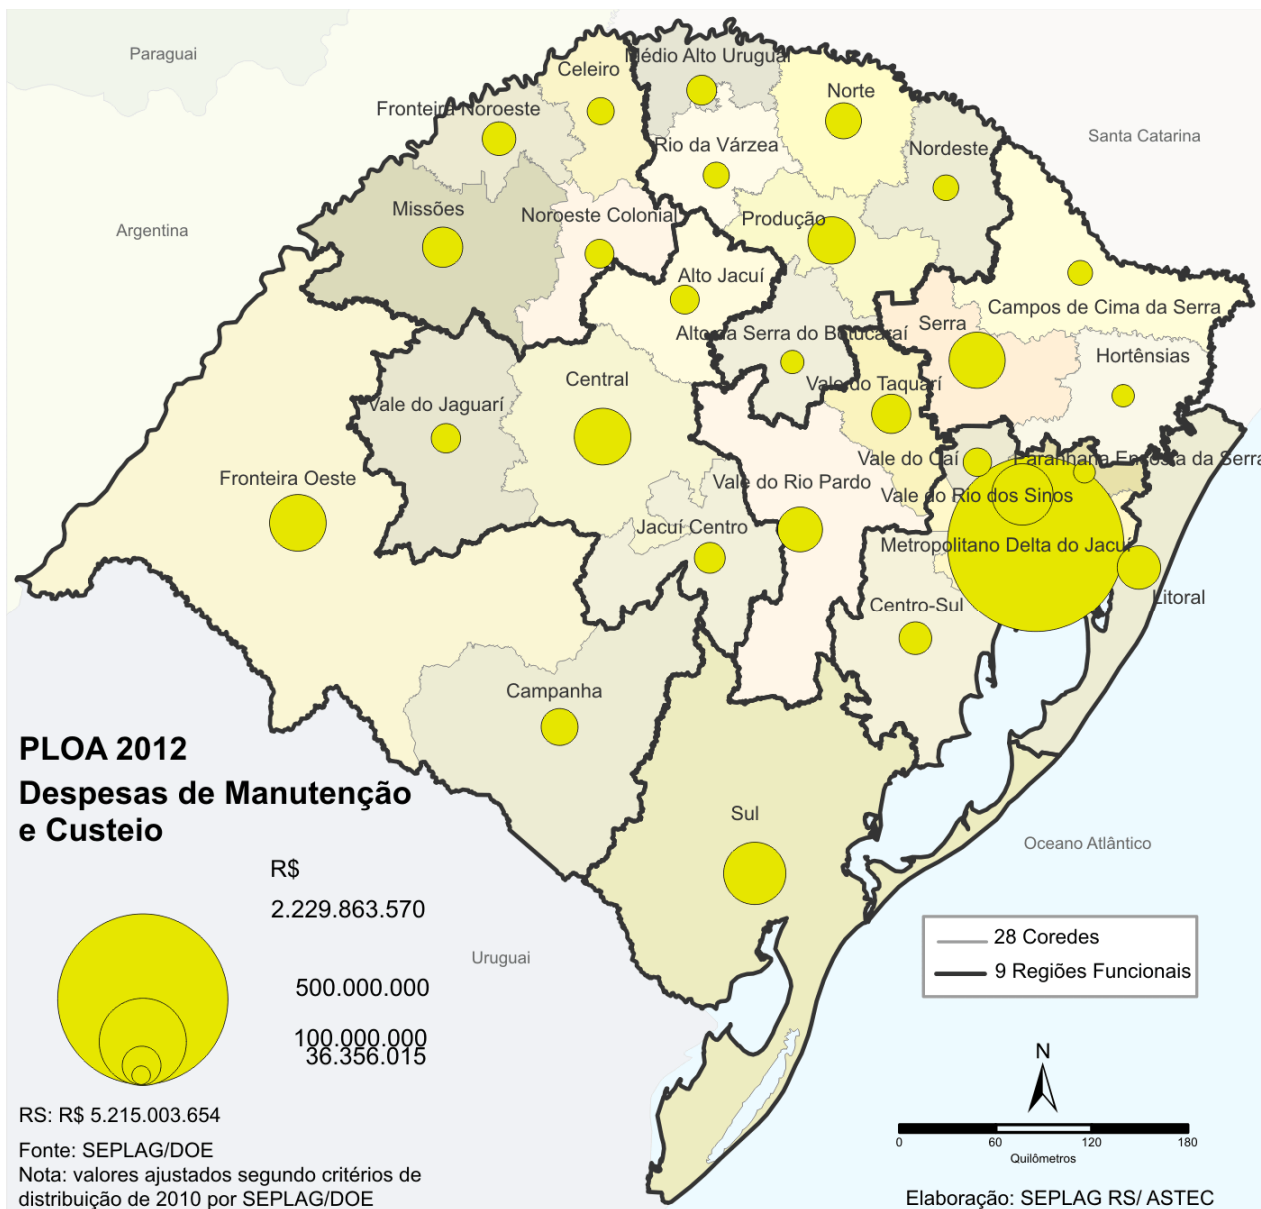 Paraguai
Argentina
Santa Catarina
Médio Alto Uruguai
Celeiro
Fronteira Noroeste
Norte
Rio da Várzea
Nordeste
Missões
Noroeste Colonial
Produção
Alto Jacuí
Campos de Cima da Serra
Serra
Alto da Serra do Botucaraí
Hortênsias
Central
Vale do Taquarí
Vale do Jaguarí
Vale do Caí
Paranhana Encosta da Serra
Fronteira Oeste
Vale do Rio Pardo
Vale do Rio dos Sinos
Jacuí Centro
Metropolitano Delta do Jacuí
Centro-Sul
Litoral
Campanha
Sul
Oceano Atlântico
Uruguai
PLOA 2012
Despesas de Manutenção
e Custeio
R$
2.229.863.570
500.000.000
100.000.000
36.356.015
RS: R$ 5.215.003.654
Fonte: SEPLAG/DOE
Nota: valores ajustados segundo critérios de
distribuição de 2010 por SEPLAG/DOE
28 Coredes
9 Regiões Funcionais
N
0 60 120 180
Quilômetros
Elaboração: SEPLAG RS/ ASTEC